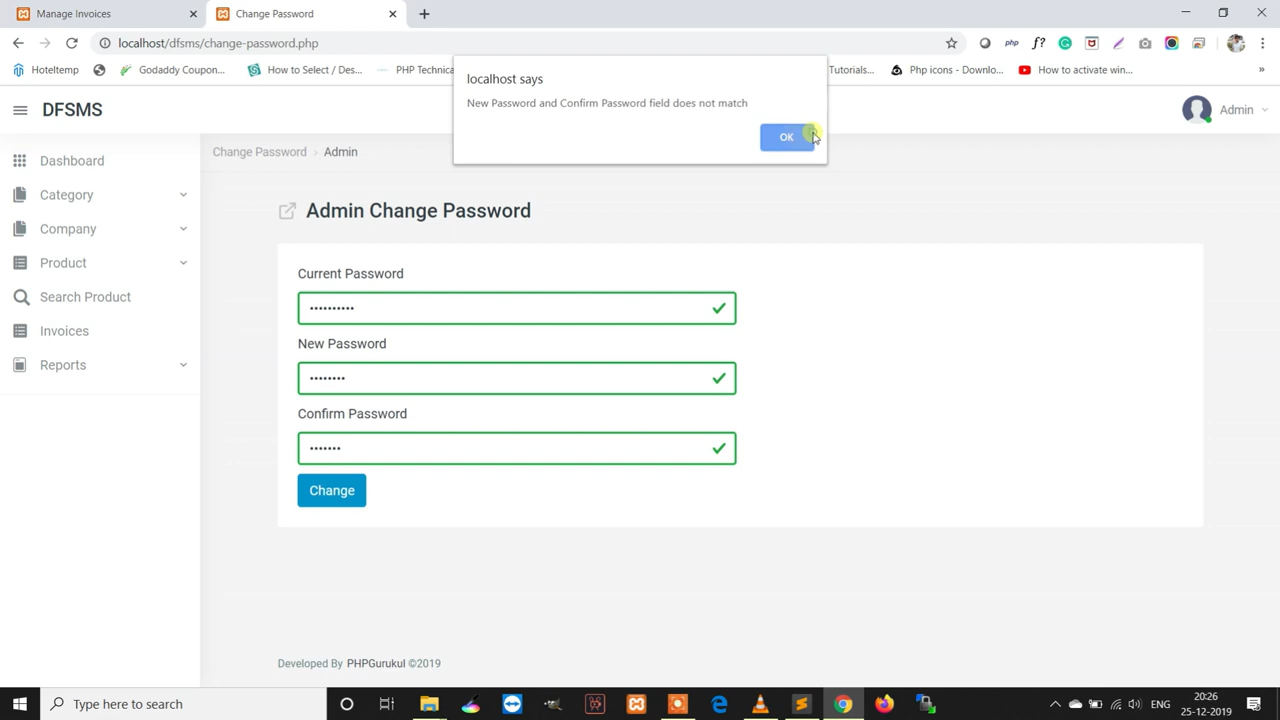 Manage Invoices
Change Password
localhost/dfsms/change-password.php
php
f?
Hoteltemp
Godaddy Coupon...
How to Select / Des...
PHP Technica
Tutorials...
Php icons - Downlo...
How to activate win...
»
localhost says
New Password and Confirm Password field does not match
OK
DFSMS
Admin
Dashboard
Category
Company
Product
Search Product
Invoices
Reports
Change Password > Admin
Admin Change Password
Current Password
••••••••••
New Password
••••••••
Confirm Password
•••••••
Change
Developed By PHPGurukul ©2019
Type here to search
ENG
20:26
25-12-2019